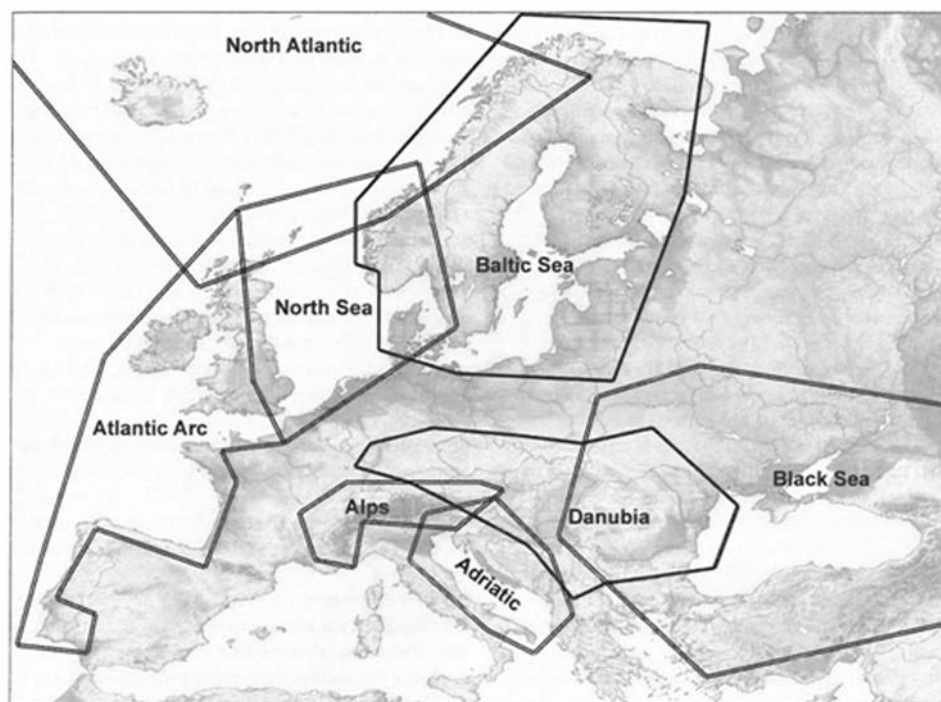 North Atlantic
Baltic Sea
North Sea
Atlantic Arc
Black Sea
Alps
Danubia
Adriatic